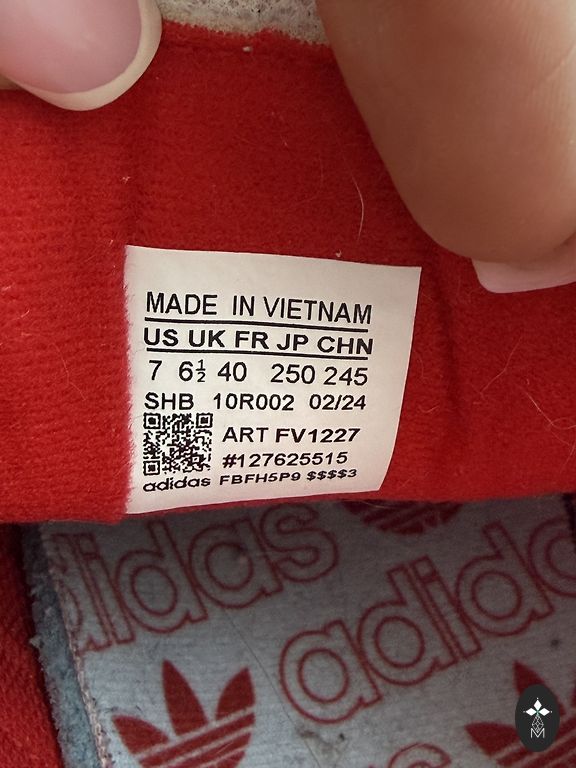 MADE IN VIETNAM
US UK FR JP CHN
7 6½ 40 250 245
SHB 10R002 02/24
ART FV1227
#127625515
adidas FBFH5P9 $$$$3
adidas
adidas
M